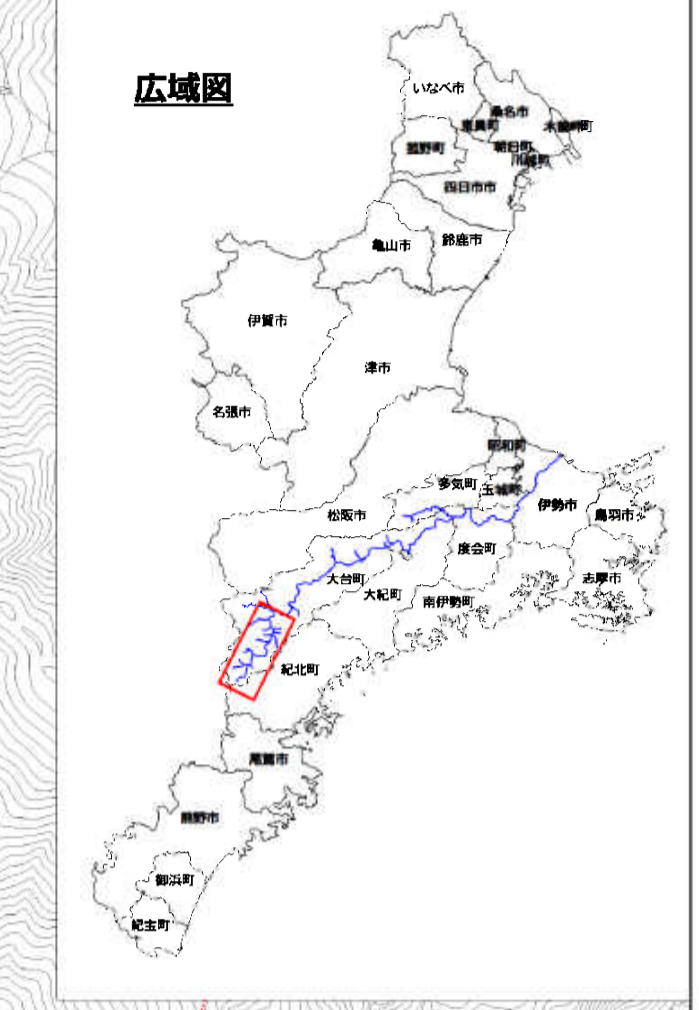 広域図
いなべ市
桑名市
東員町
木曽岬町
菰野町
朝日町
川越町
四日市市
亀山市
鈴鹿市
伊賀市
津市
名張市
多気町
玉城町
松阪市
伊勢市
鳥羽市
度会町
大台町
志摩市
大紀町
南伊勢町
紀北町
尾鷲市
熊野市
御浜町
紀宝町